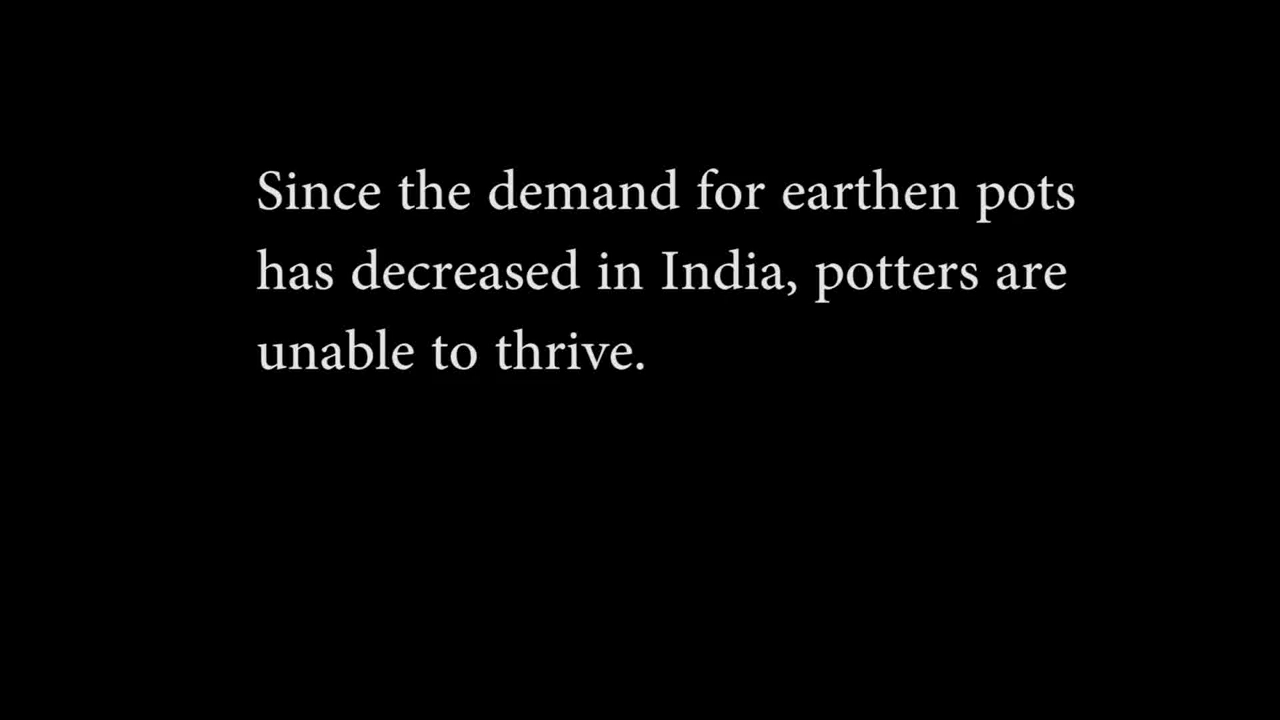 Since the demand for earthen pots
has decreased in India, potters are
unable to thrive.